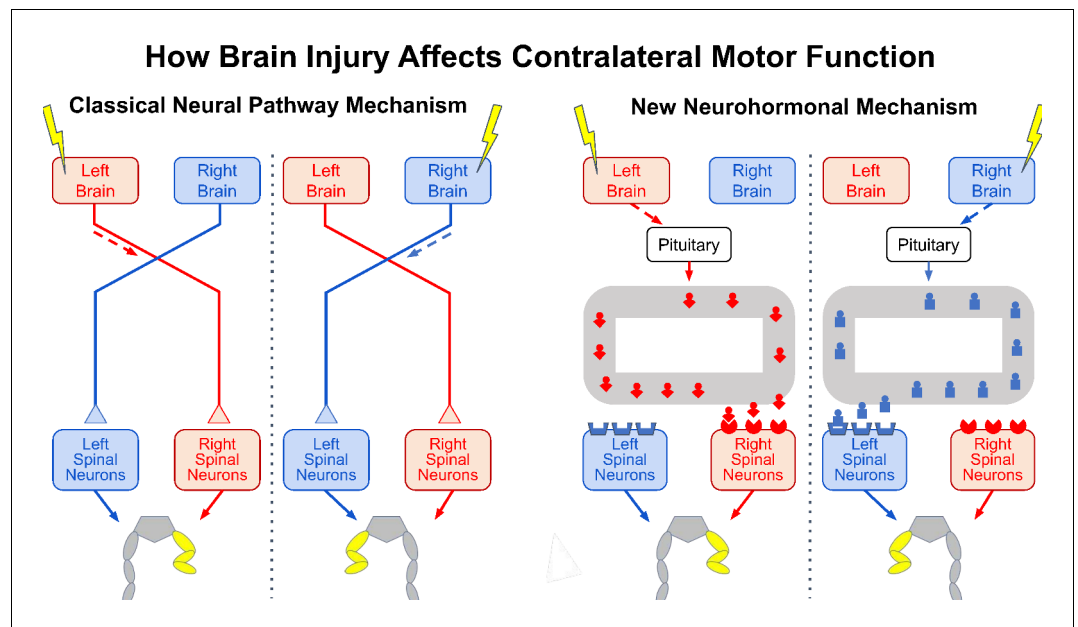 How Brain Injury Affects Contralateral Motor Function
Classical Neural Pathway Mechanism
Left
Brain
Right
Brain
Left
Brain
Right
Brain
Left
Spinal
Neurons
Right
Spinal
Neurons
Left
Spinal
Neurons
Right
Spinal
Neurons
New Neurohormonal Mechanism
Left
Brain
Right
Brain
Left
Brain
Right
Brain
Pituitary
Pituitary
Left
Spinal
Neurons
Right
Spinal
Neurons
Left
Spinal
Neurons
Right
Spinal
Neurons